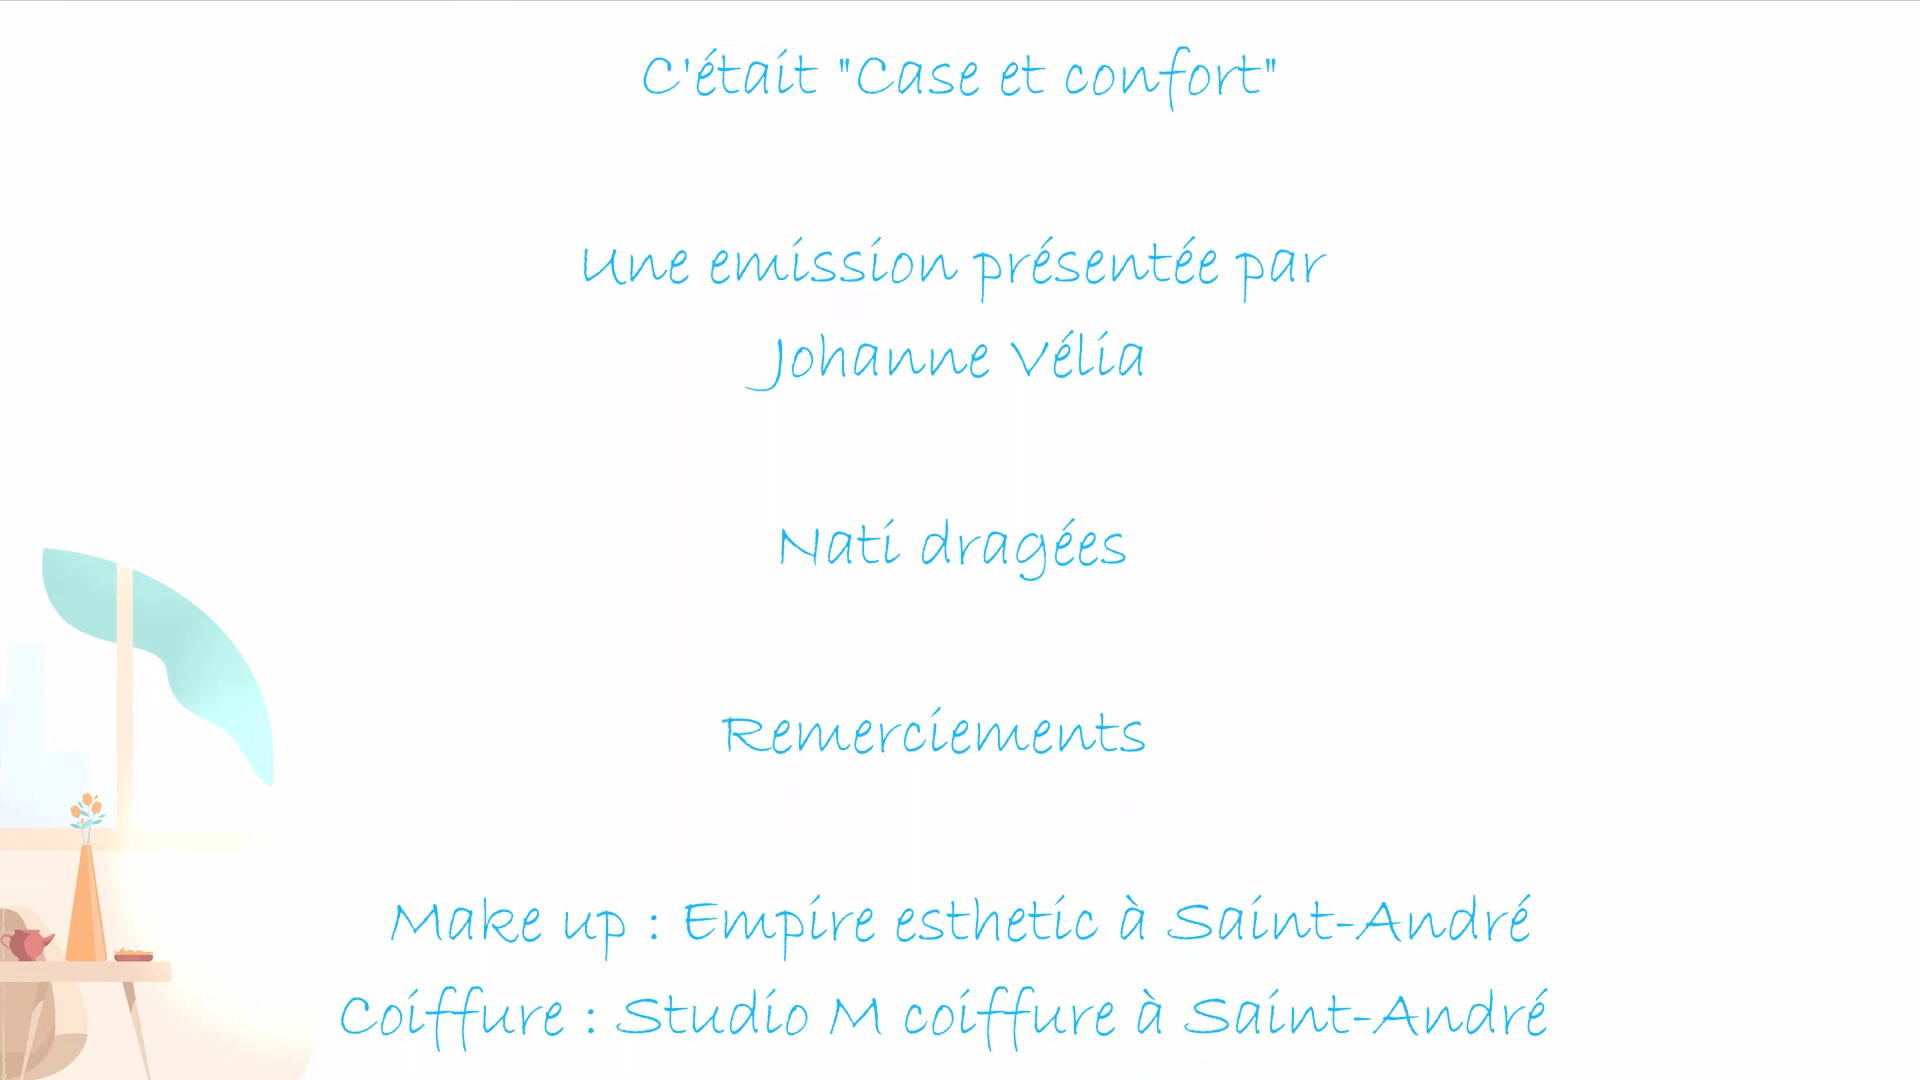 C'était "Case et confort"
Une emission présentée par
Johanne Vélia
Nati dragées
Remerciements
Make up : Empire esthetic à Saint-André
Coiffure : Studio M coiffure à Saint-André